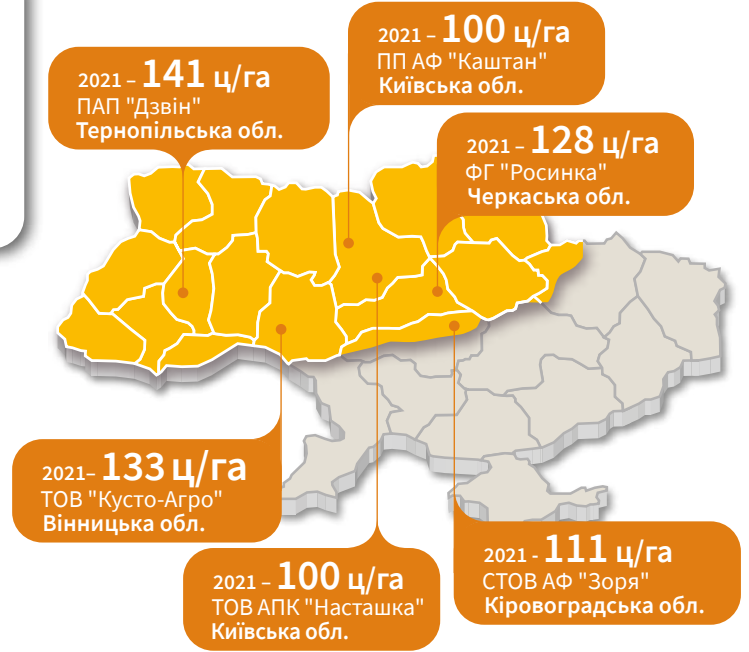 2021 – 100 ц/га
ПП АФ "Каштан"
Київська обл.
2021 – 141 ц/га
ПАП "Дзвін"
Тернопільська обл.
2021 – 128 ц/га
ФГ "Росинка"
Черкаська обл.
2021– 133 ц/га
ТОВ "Кусто-Агро"
Вінницька обл.
2021 – 100 ц/га
ТОВ АПК "Насташка"
Київська обл.
2021 - 111 ц/га
СТОВ АФ "Зоря"
Кіровоградська обл.